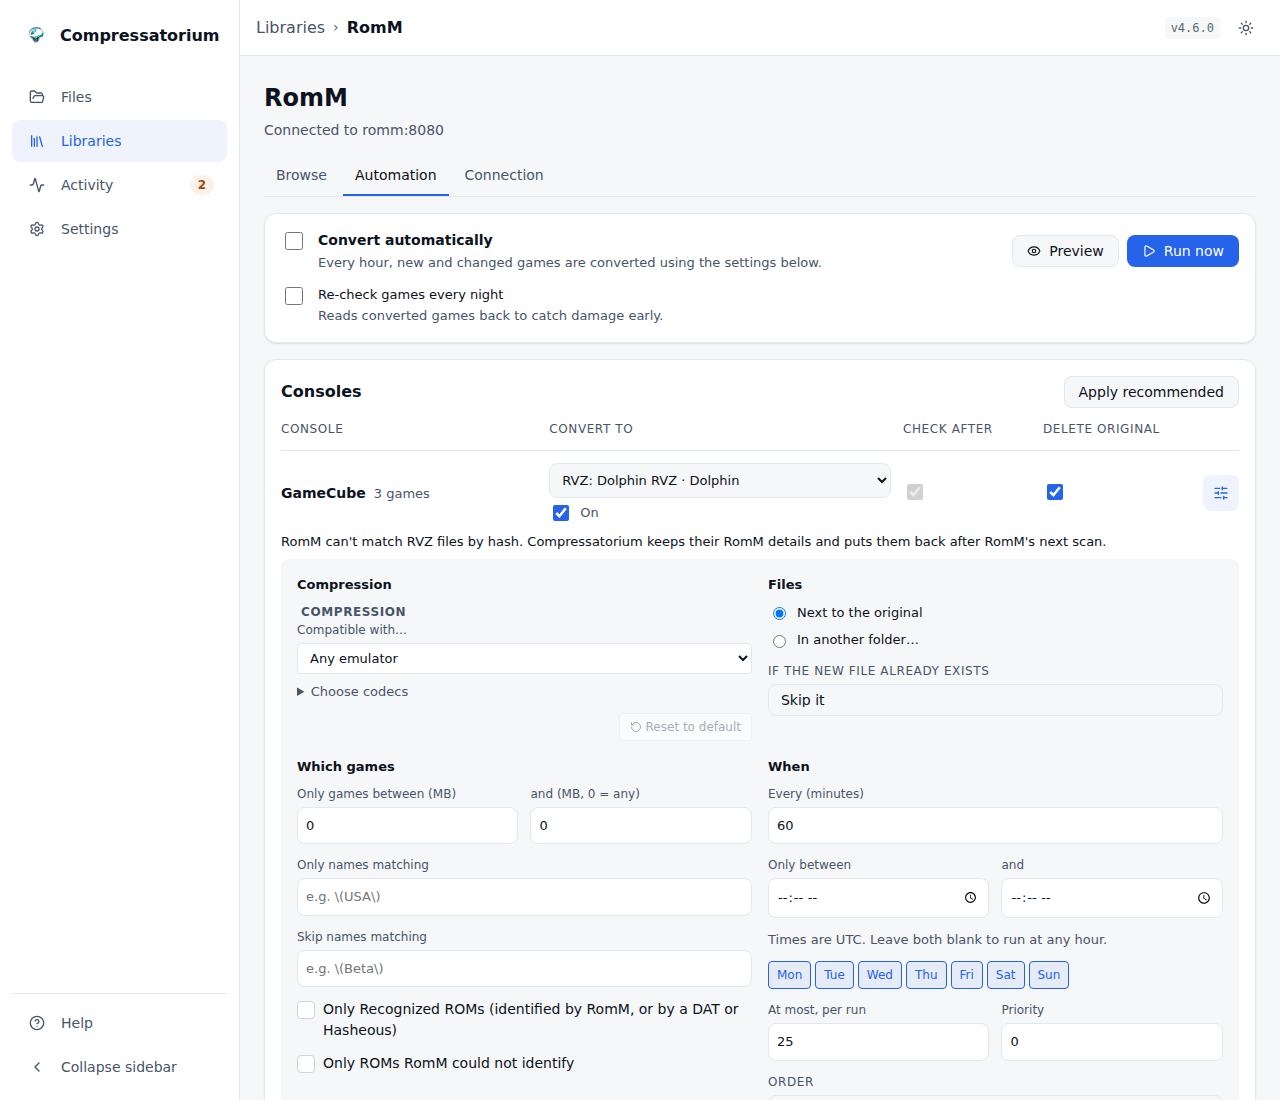 Compressatorium
Files
Libraries
Activity 2
Settings
Help
Collapse sidebar
Libraries › RomM
v4.6.0
RomM
Connected to romm:8080
Browse Automation Connection
Convert automatically
Every hour, new and changed games are converted using the settings below.
Preview Run now
Re-check games every night
Reads converted games back to catch damage early.
Consoles
Apply recommended
CONSOLE CONVERT TO CHECK AFTER DELETE ORIGINAL
GameCube 3 games
RVZ: Dolphin RVZ · Dolphin
On
RomM can't match RVZ files by hash. Compressatorium keeps their RomM details and puts them back after RomM's next scan.
Compression
COMPRESSION
Compatible with…
Any emulator
Choose codecs
Reset to default
Files
Next to the original
In another folder…
IF THE NEW FILE ALREADY EXISTS
Skip it
Which games
Only games between (MB) and (MB, 0 = any)
0 0
Only names matching
e.g. \(USA\)
Skip names matching
e.g. \(Beta\)
Only Recognized ROMs (identified by RomM, or by a DAT or
Hasheous)
Only ROMs RomM could not identify
When
Every (minutes)
60
Only between and
--:-- -- --:-- --
Times are UTC. Leave both blank to run at any hour.
Mon Tue Wed Thu Fri Sat Sun
At most, per run Priority
25 0
ORDER